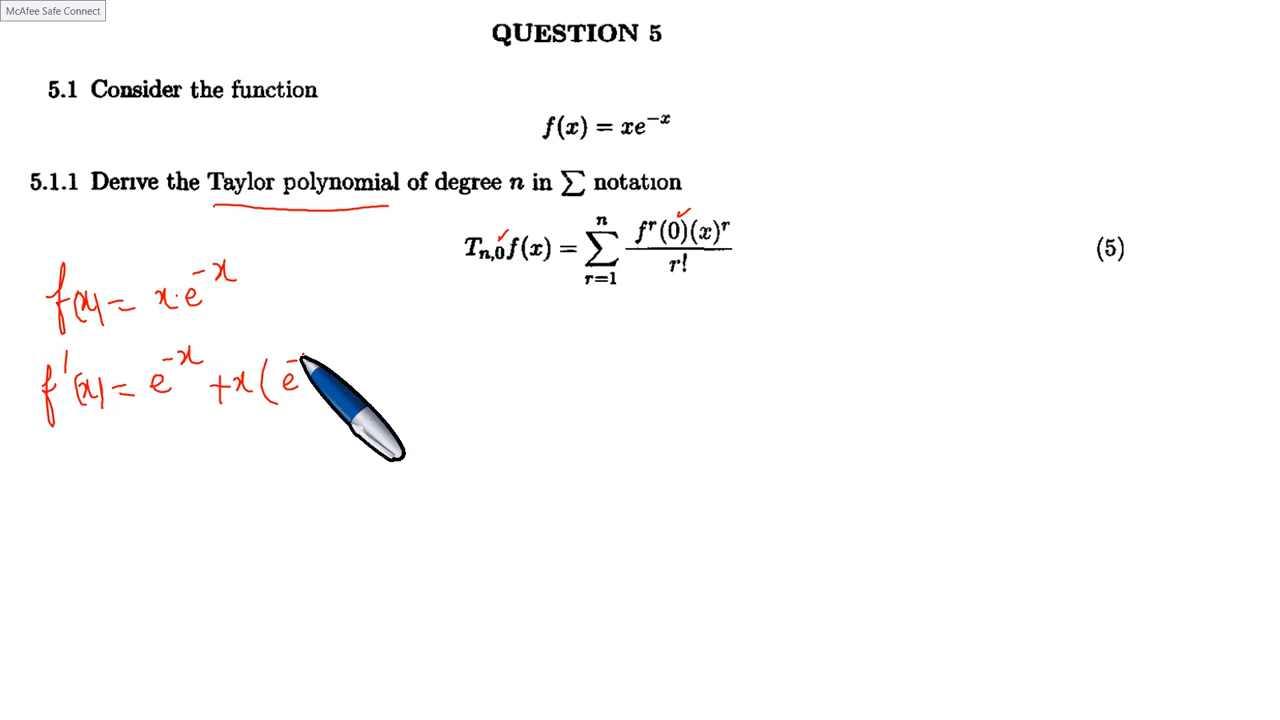 McAfee Safe Connect
QUESTION 5
5.1 Consider the function
f(x) = xe^{-x}
5.1.1 Derive the Taylor polynomial of degree n in ∑ notation
T_{n,0}f(x) = ∑_{r=1}^{n} \frac{f^r(0)(x)^r}{r!} (5)
f(x) = x·e^{-x}
f'(x) = e^{-x} + x(e^-